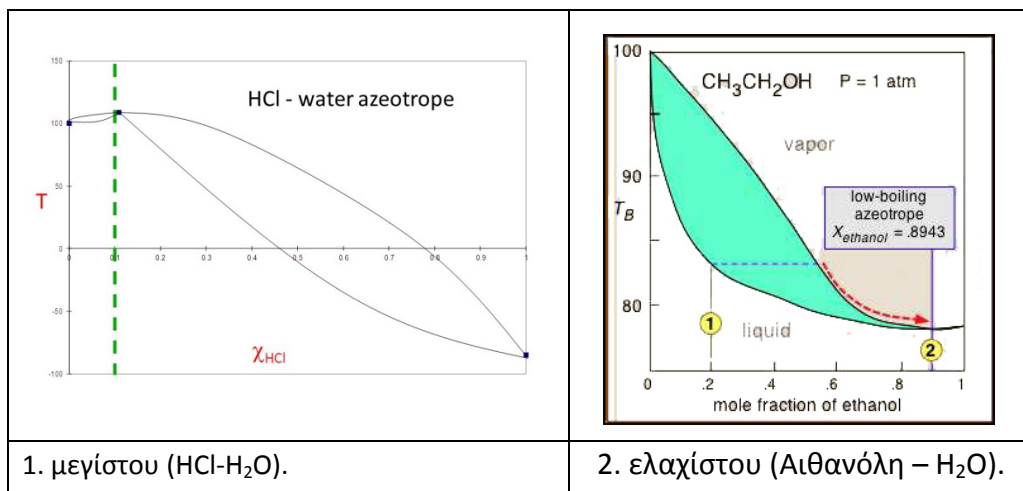 HCl - water azeotrope
150
100
50
0
-50
-100
0
0.1
0.2
0.3
0.4
0.5
0.6
0.7
0.8
0.9
1
T
χHCl
CH₃CH₂OH P = 1 atm
vapor
low-boiling
azeotrope
Xethanol = .8943
100
90
TB
80
1
liquid
2
0 .2 .4 .6 .8 1
mole fraction of ethanol
1. μεγίστου (HCl-H₂O).
2. ελαχίστου (Αιθανόλη – H₂O).